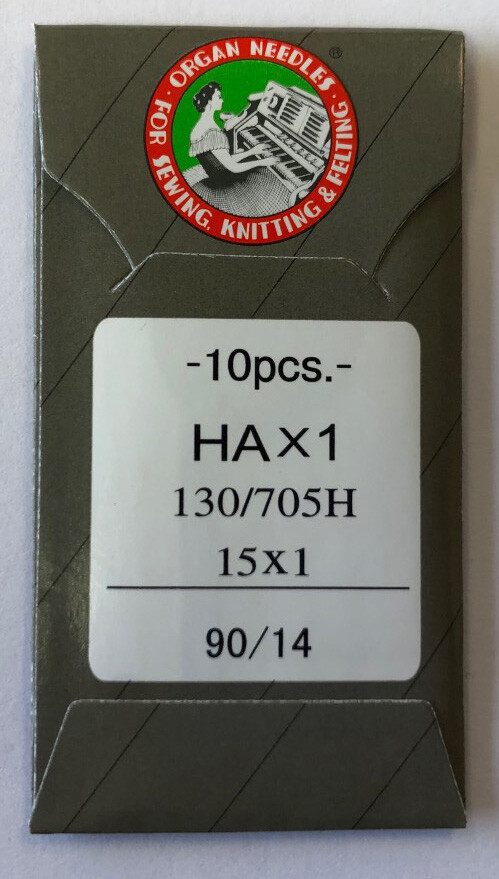 ORGAN NEEDLES ®
· FOR SEWING, KNITTING & FELTING ·
-10pcs.-
HA×1
130/705H
15x1
90/14